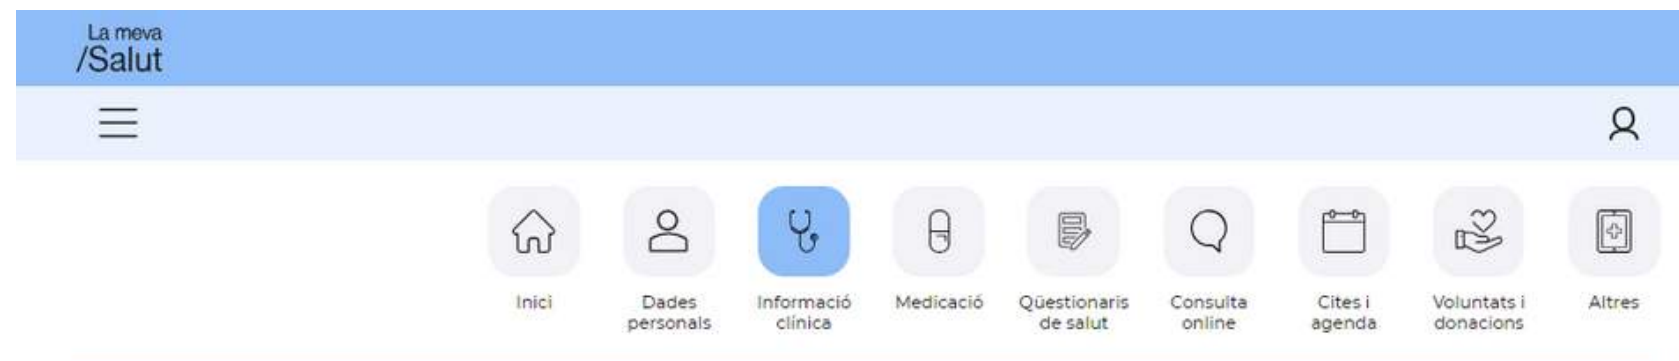 La meva
/Salut
Inici
Dades
personals
Informació
clínica
Medicació
Qüestionaris
de salut
Consulta
online
Cites i
agenda
Voluntats i
donacions
Altres